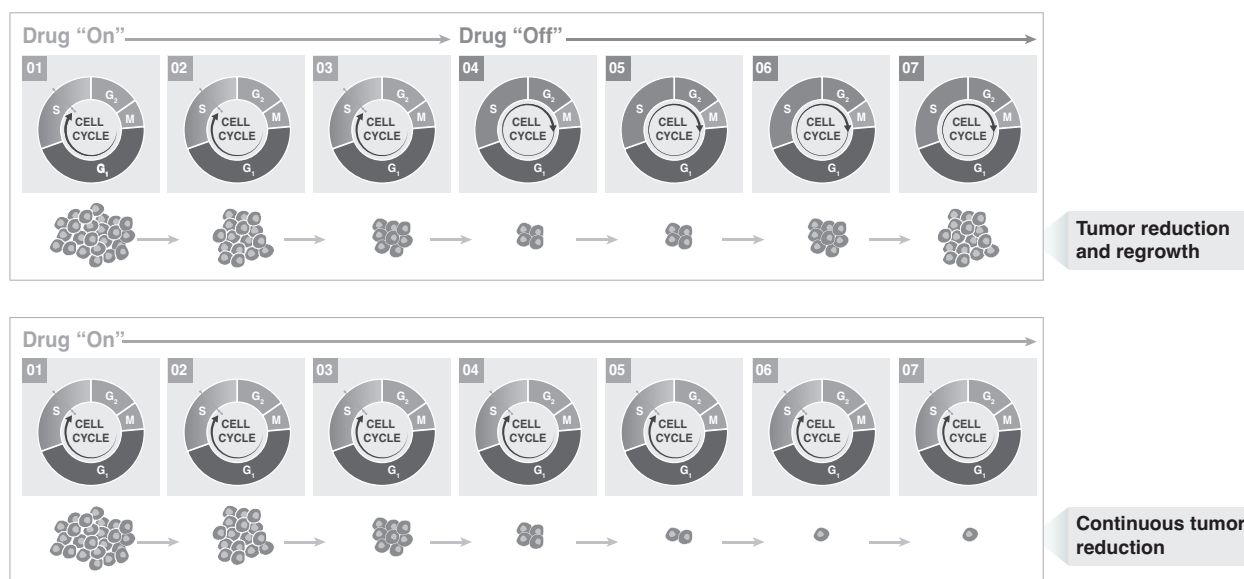 Drug “On” Drug “Off”
01 02 03 04 05 06 07
S G₂ M G₁ CELL CYCLE
S G₂ M G₁ CELL CYCLE
S G₂ M G₁ CELL CYCLE
S G₂ M G₁ CELL CYCLE
S G₂ M G₁ CELL CYCLE
S G₂ M G₁ CELL CYCLE
S G₂ M G₁ CELL CYCLE
Tumor reduction
and regrowth
Drug “On”
01 02 03 04 05 06 07
S G₂ M G₁ CELL CYCLE
S G₂ M G₁ CELL CYCLE
S G₂ M G₁ CELL CYCLE
S G₂ M G₁ CELL CYCLE
S G₂ M G₁ CELL CYCLE
S G₂ M G₁ CELL CYCLE
S G₂ M G₁ CELL CYCLE
Continuous tumor
reduction